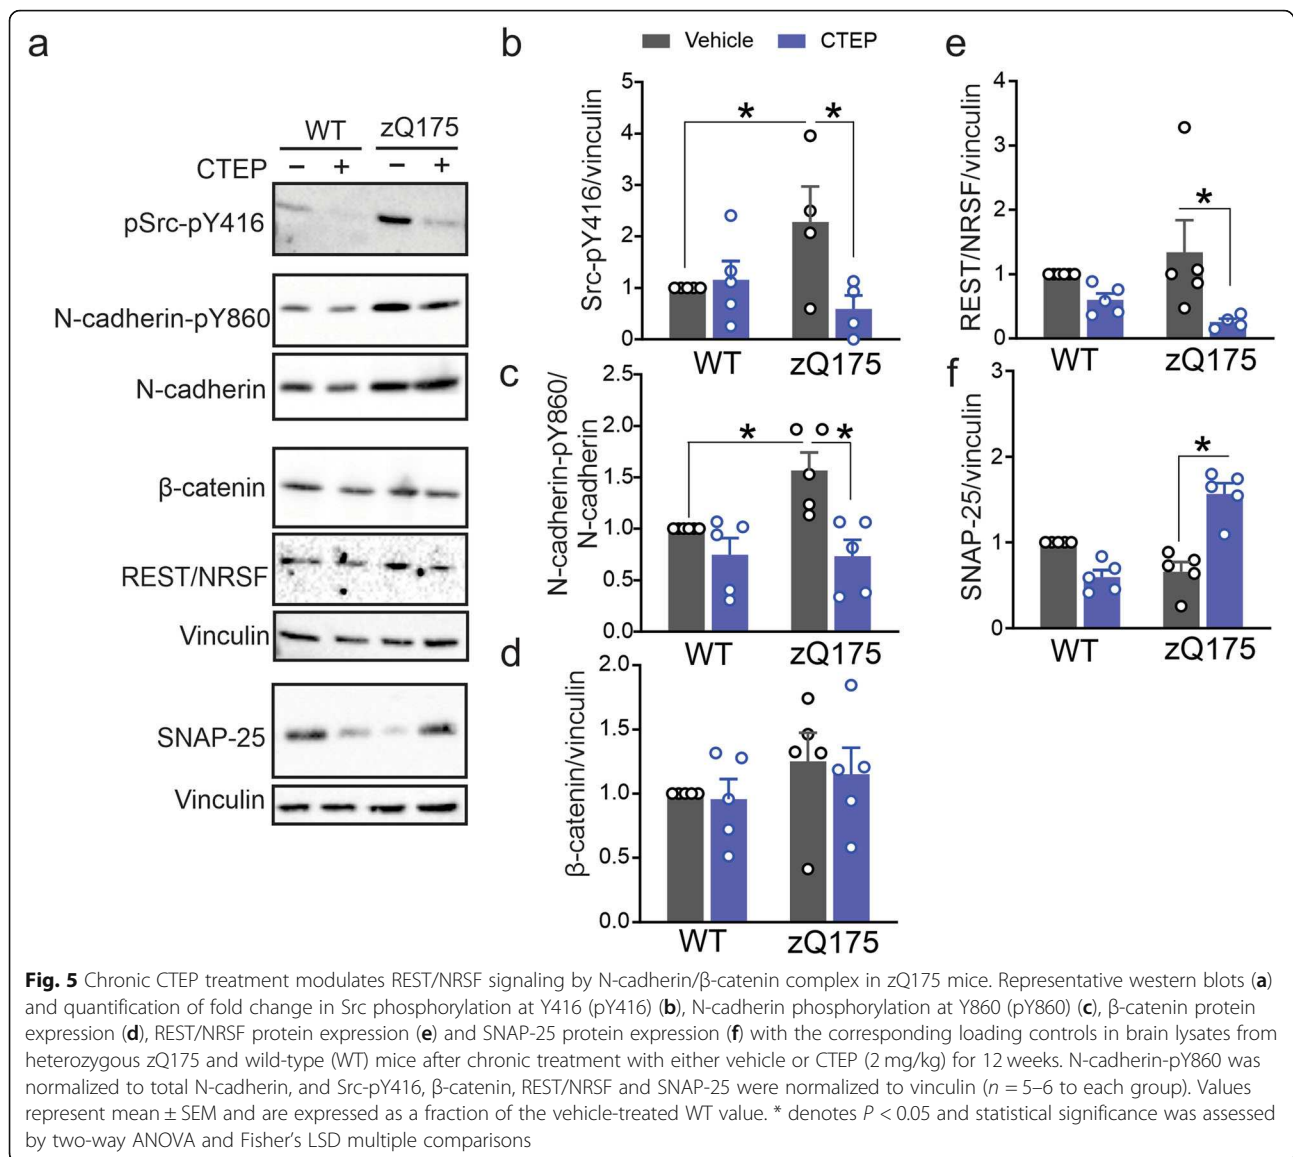 a
WT zQ175
CTEP − + − +
pSrc-pY416
N-cadherin-pY860
N-cadherin
β-catenin
REST/NRSF
Vinculin
SNAP-25
Vinculin
Vehicle CTEP
b
Src-pY416/vinculin
5
4
3
2
1
0
* *
WT zQ175
c
N-cadherin-pY860/
N-cadherin
2.5
2.0
1.5
1.0
0.5
0.0
* *
WT zQ175
d
β-catenin/vinculin
2.0
1.5
1.0
0.5
0.0
WT zQ175
e
REST/NRSF/vinculin
4
3
2
1
0
*
WT zQ175
f
SNAP-25/vinculin
3
2
1
0
*
WT zQ175
Fig. 5 Chronic CTEP treatment modulates REST/NRSF signaling by N-cadherin/β-catenin complex in zQ175 mice. Representative western blots (a)
and quantification of fold change in Src phosphorylation at Y416 (pY416) (b), N-cadherin phosphorylation at Y860 (pY860) (c), β-catenin protein
expression (d), REST/NRSF protein expression (e) and SNAP-25 protein expression (f) with the corresponding loading controls in brain lysates from
heterozygous zQ175 and wild-type (WT) mice after chronic treatment with either vehicle or CTEP (2 mg/kg) for 12 weeks. N-cadherin-pY860 was
normalized to total N-cadherin, and Src-pY416, β-catenin, REST/NRSF and SNAP-25 were normalized to vinculin (n = 5–6 to each group). Values
represent mean ± SEM and are expressed as a fraction of the vehicle-treated WT value. * denotes P < 0.05 and statistical significance was assessed
by two-way ANOVA and Fisher's LSD multiple comparisons